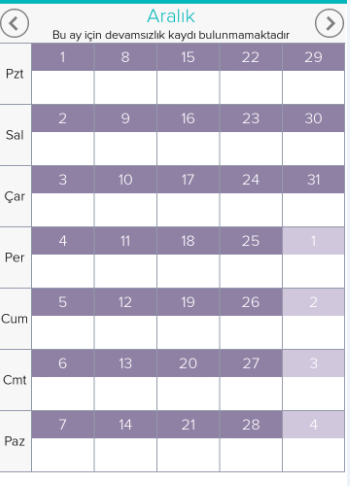 Aralık
Bu ay için devamsızlık kaydı bulunmamaktadır
1 8 15 22 29
Pzt
2 9 16 23 30
Sal
3 10 17 24 31
Çar
4 11 18 25 1
Per
5 12 19 26 2
Cum
6 13 20 27 3
Cmt
7 14 21 28 4
Paz